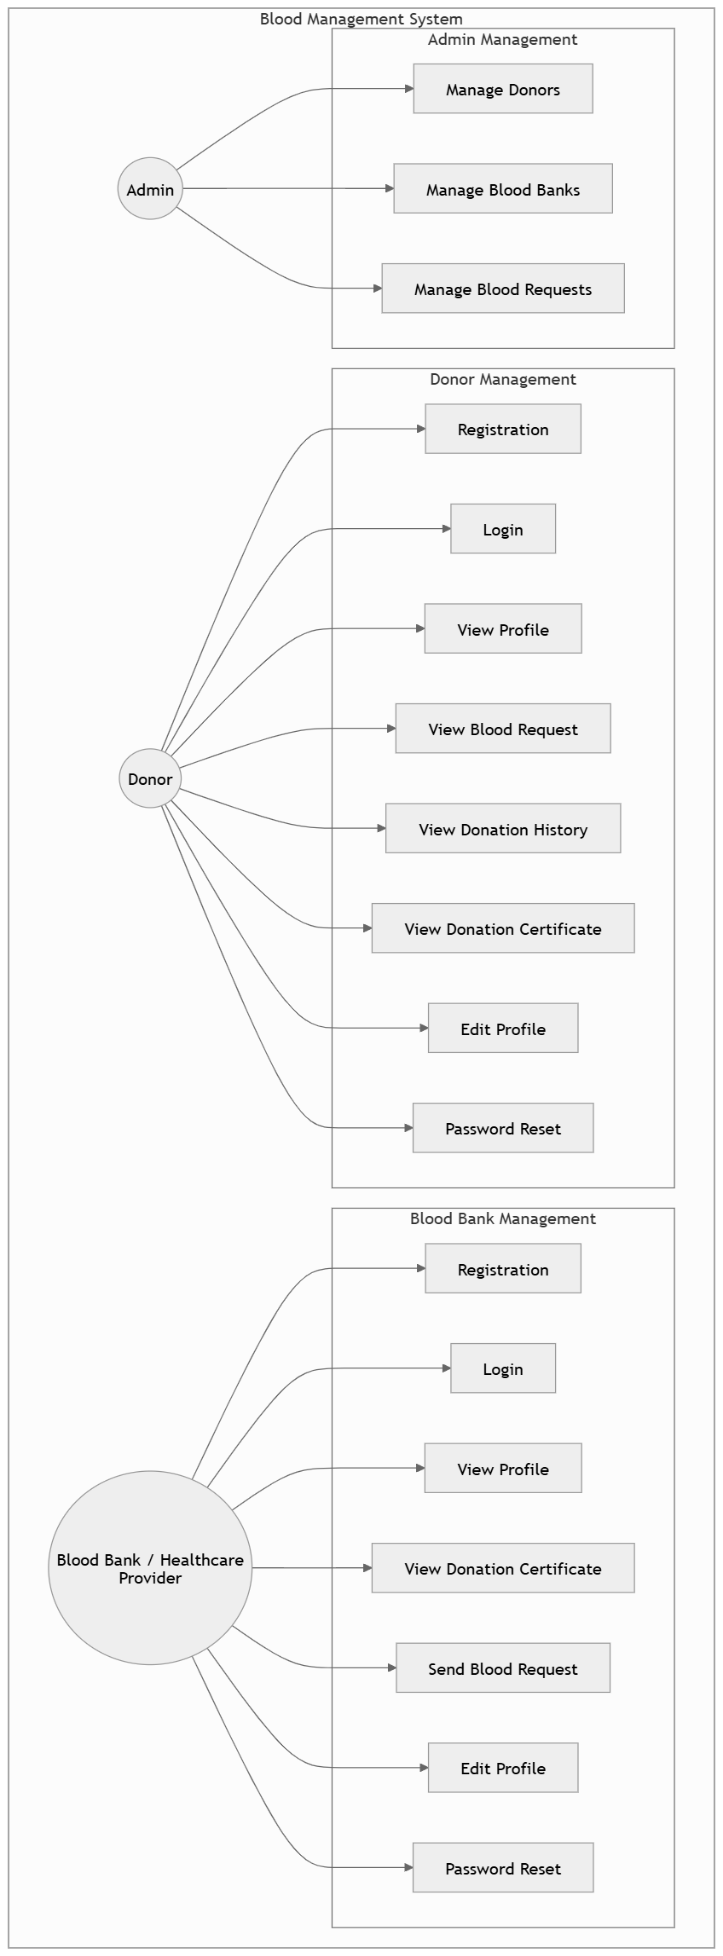 Blood Management System
Admin Management
Manage Donors
Admin
Manage Blood Banks
Manage Blood Requests
Donor Management
Registration
Login
View Profile
View Blood Request
Donor
View Donation History
View Donation Certificate
Edit Profile
Password Reset
Blood Bank Management
Registration
Login
View Profile
Blood Bank / Healthcare
Provider
View Donation Certificate
Send Blood Request
Edit Profile
Password Reset